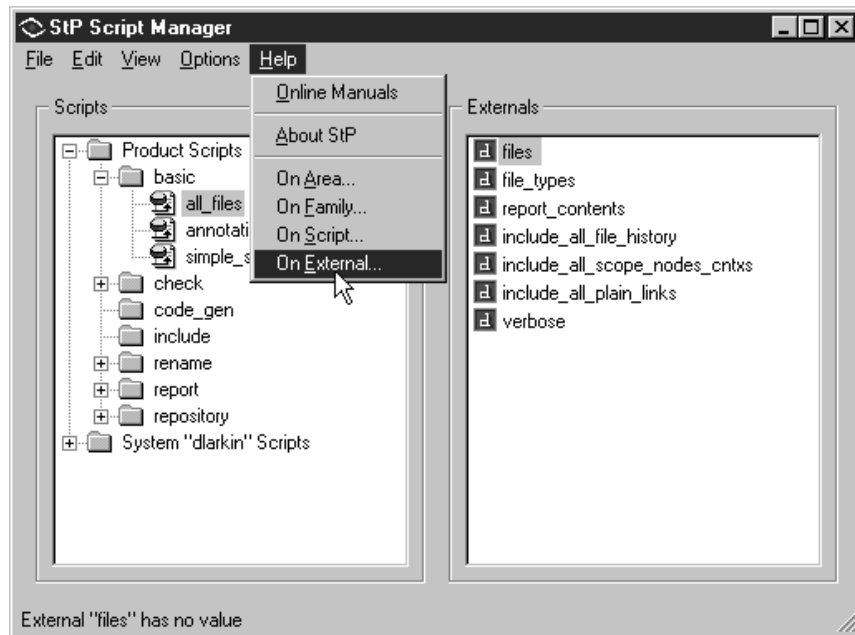 StP Script Manager
File Edit View Options Help
Online Manuals
About StP
On Area...
On Family...
On Script...
On External...
Scripts
Product Scripts
basic
all_files
annotati
simple_s
check
code_gen
include
rename
report
repository
System "dlarkin" Scripts
Externals
files
file_types
report_contents
include_all_file_history
include_all_scope_nodes_cntxs
include_all_plain_links
verbose
External "files" has no value